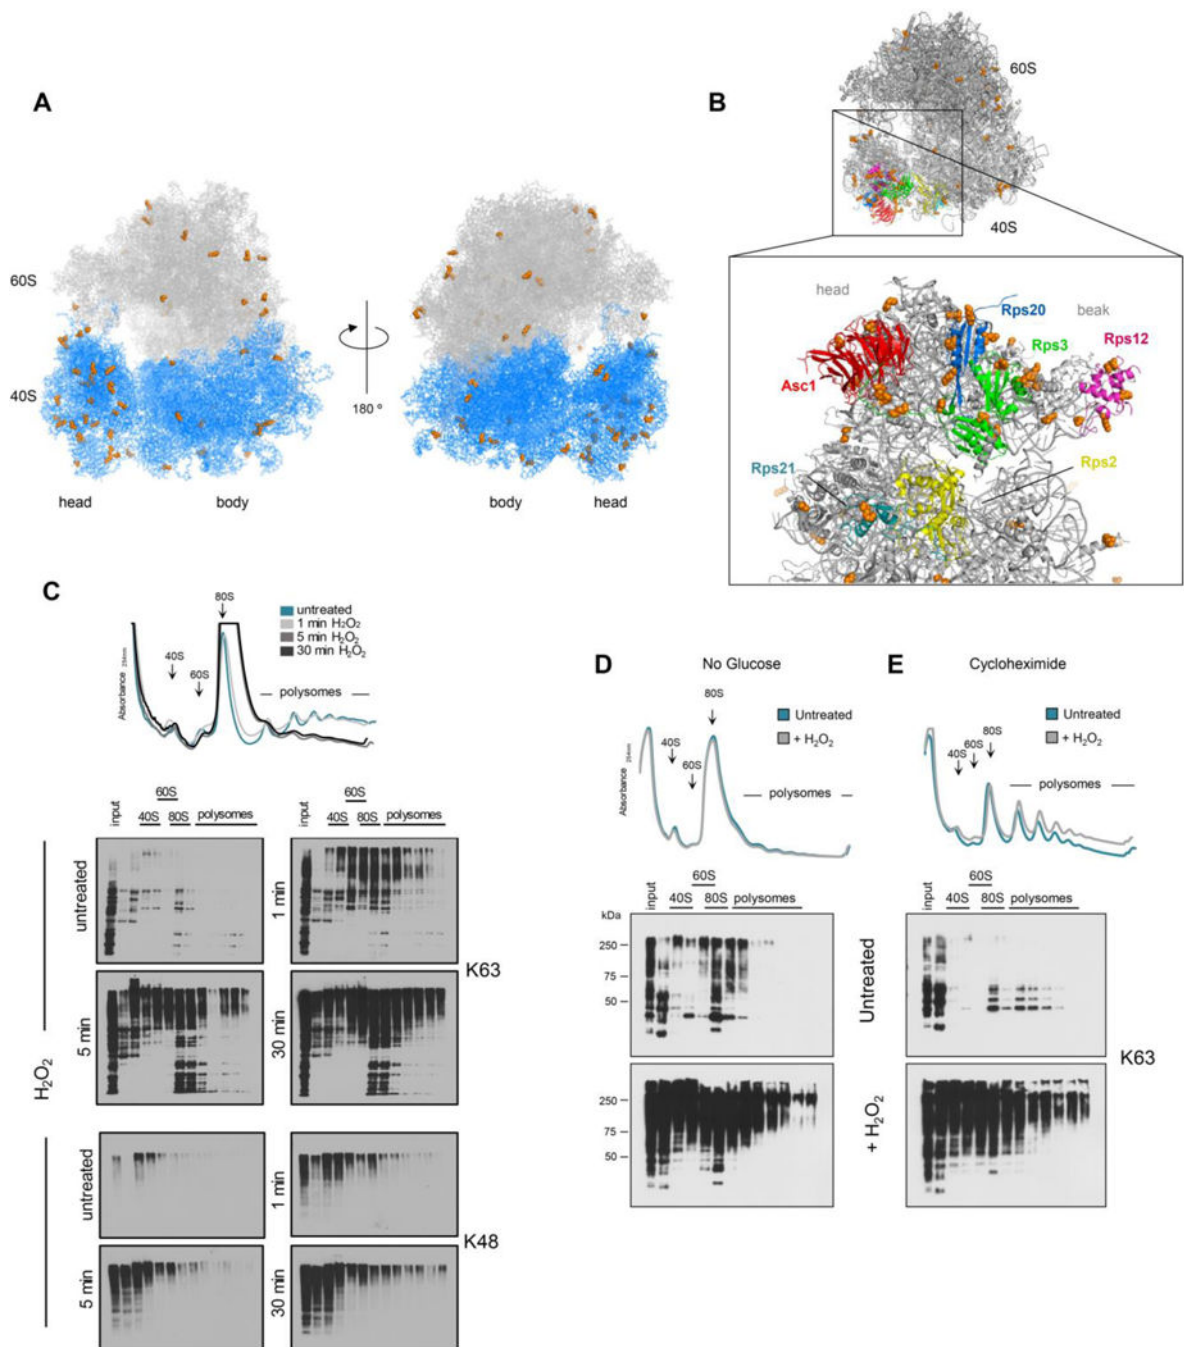 A
60S
40S
180 º
head
body
body
head
B
60S
40S
head
Rps20
beak
Rps3
Rps12
Asc1
Rps21
Rps2
C
80S
untreated
1 min H2O2
5 min H2O2
30 min H2O2
40S
60S
polysomes
Absorbance 254nm
60S
60S
input
40S
80S
polysomes
input
40S
80S
polysomes
untreated
1 min
K63
5 min
30 min
H2O2
untreated
1 min
K48
5 min
30 min
D
No Glucose
80S
Untreated
+ H2O2
40S
60S
polysomes
Absorbance 254nm
60S
input
40S
80S
polysomes
kDa
250
75
50
250
75
50
E
Cycloheximide
Untreated
+ H2O2
80S
60S
40S
polysomes
60S
input
40S
80S
polysomes
Untreated
K63
+ H2O2